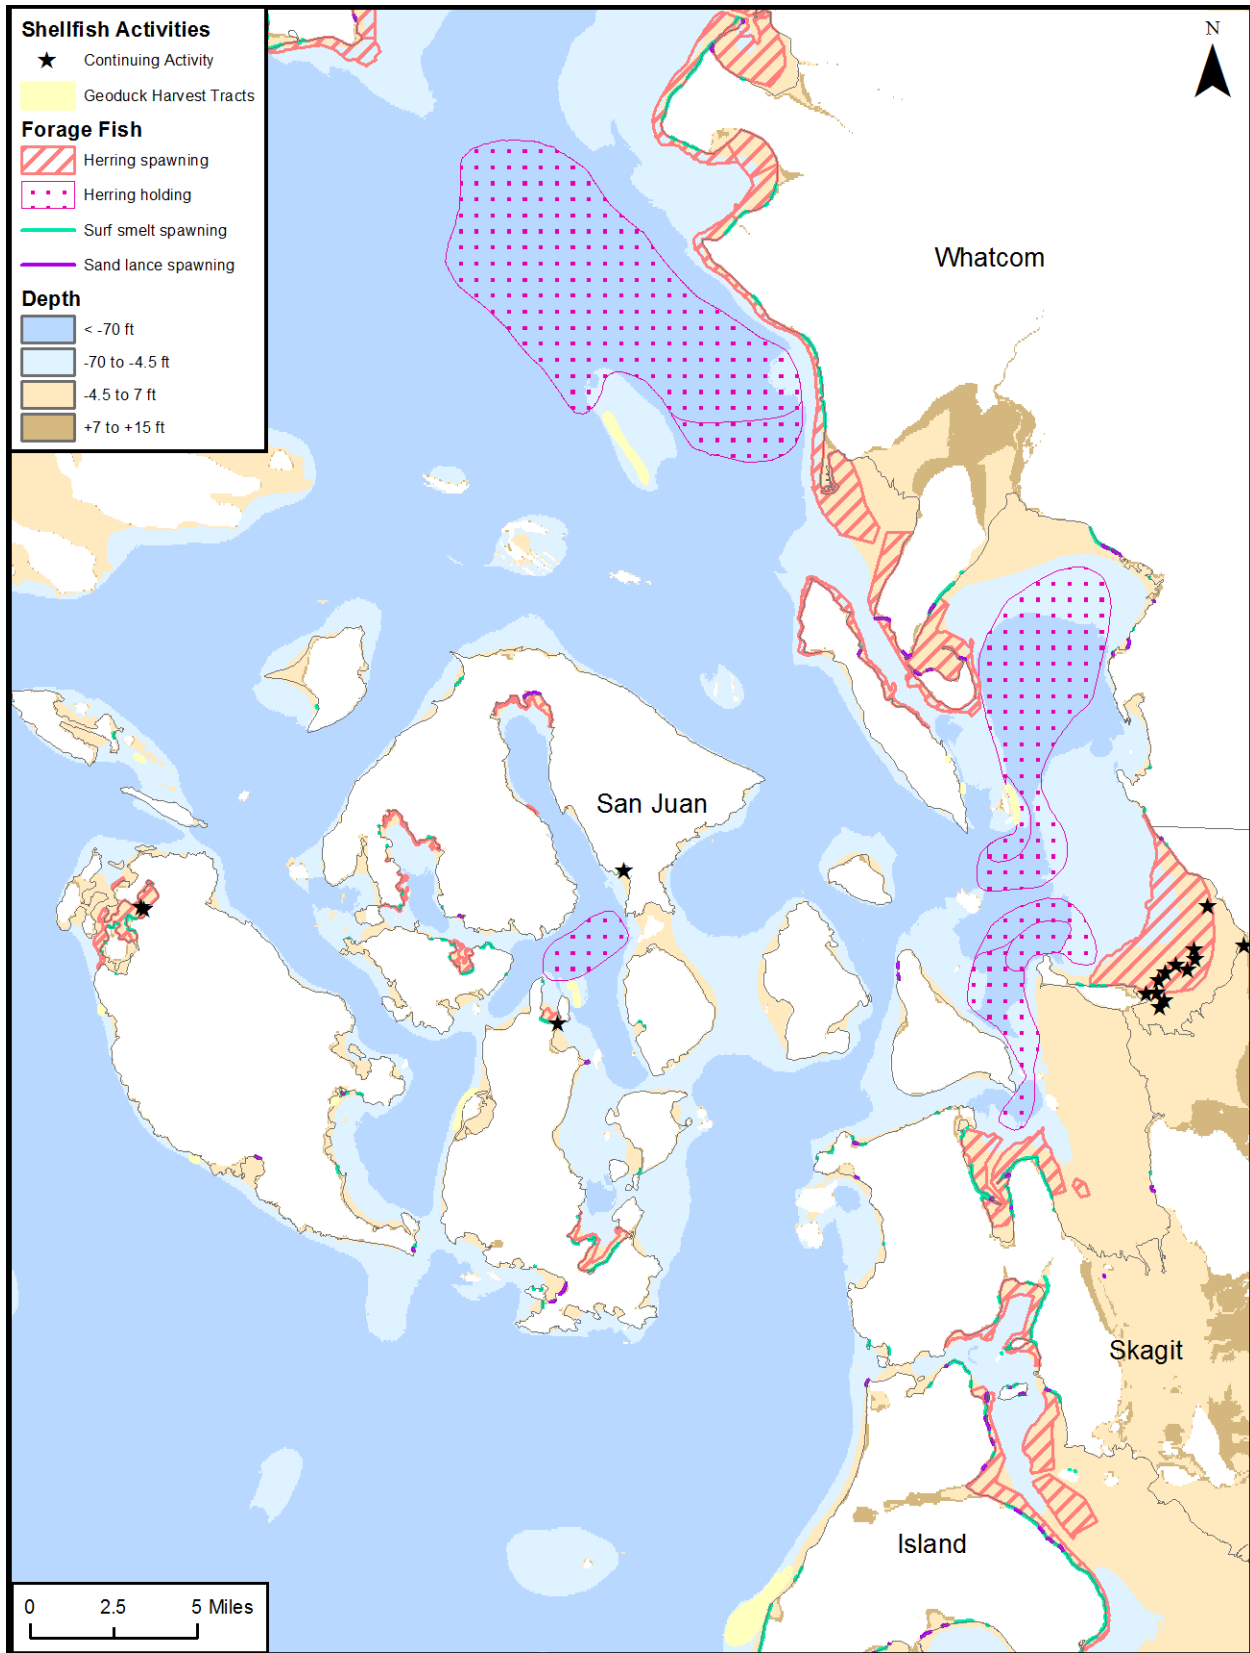 Shellfish Activities
Continuing Activity
Geoduck Harvest Tracts
Forage Fish
Herring spawning
Herring holding
Surf smelt spawning
Sand lance spawning
Depth
< -70 ft
-70 to -4.5 ft
-4.5 to 7 ft
+7 to +15 ft
N
Whatcom
San Juan
Skagit
Island
0 2.5 5 Miles